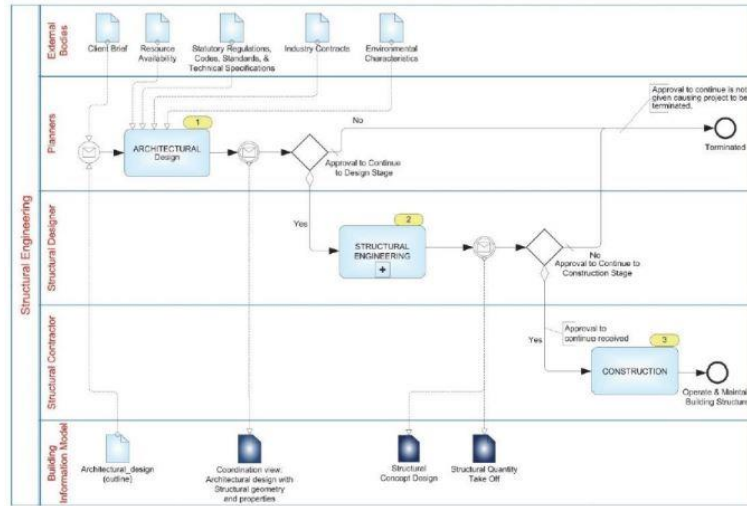 Structural Engineering
External
Bodies
Client Brief
Resource
Availability
Statutory Regulations,
Codes, Standards, &
Technical Specifications
Industry Contracts
Environmental
Characteristics
Planners
1
ARCHITECTURAL
Design
Approval to Continue
to Design Stage
No
Approval to continue is not
given causing project to be
terminated.
Terminated
Yes
Structural Designer
2
STRUCTURAL
ENGINEERING
No
Approval to Continue to
Construction Stage
Structural Contractor
Yes
Approval to
continue received
3
CONSTRUCTION
Operate & Maintain
Building Structure
Building
Information Model
Architectural_design
(outline)
Coordination view:
Architectural design with
Structural geometry
and properties
Structural
Concept Design
Structural Quantity
Take Off